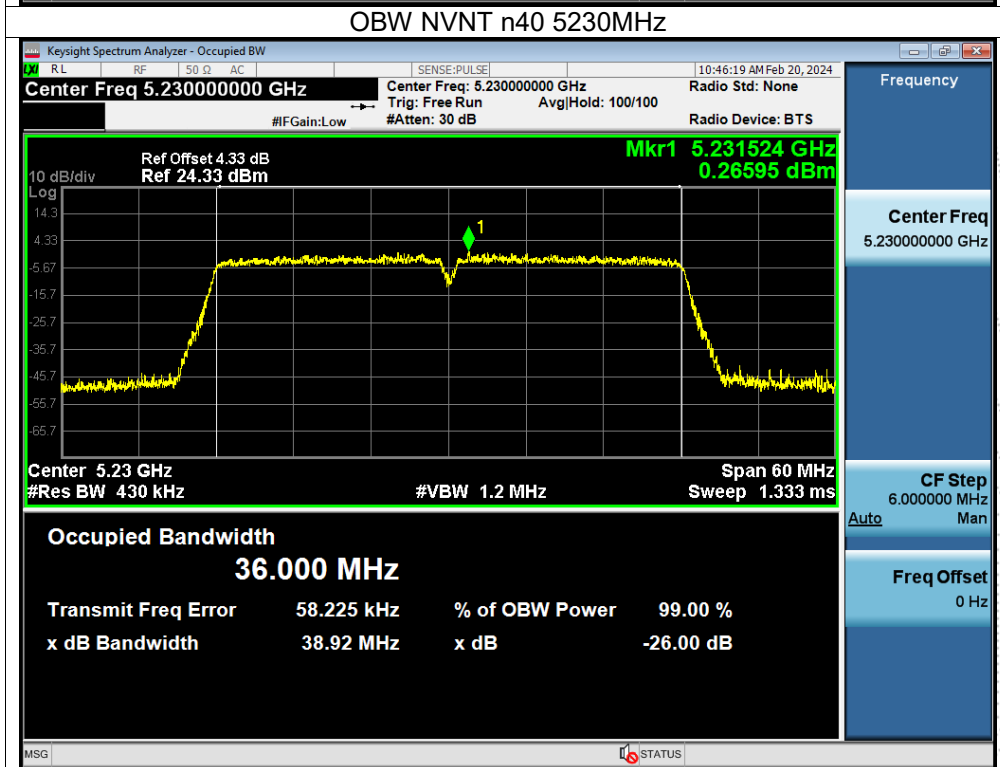 OBW NVNT n40 5230MHz
Keysight Spectrum Analyzer - Occupied BW
LXI RL RF 50 Ω AC SENSE:PULSE 10:46:19 AM Feb 20, 2024
Center Freq 5.230000000 GHz
Center Freq: 5.230000000 GHz Radio Std: None
Trig: Free Run Avg|Hold: 100/100
#IFGain:Low #Atten: 30 dB Radio Device: BTS
Frequency
Ref Offset 4.33 dB
10 dB/div Ref 24.33 dBm
Mkr1 5.231524 GHz
0.26595 dBm
Log
14.3
4.33
-5.67
-15.7
-25.7
-35.7
-45.7
-55.7
-65.7
1
Center 5.23 GHz Span 60 MHz
#Res BW 430 kHz #VBW 1.2 MHz Sweep 1.333 ms
Center Freq
5.230000000 GHz
CF Step
6.000000 MHz
Auto Man
Freq Offset
0 Hz
Occupied Bandwidth
36.000 MHz
Transmit Freq Error 58.225 kHz % of OBW Power 99.00 %
x dB Bandwidth 38.92 MHz x dB -26.00 dB
MSG STATUS